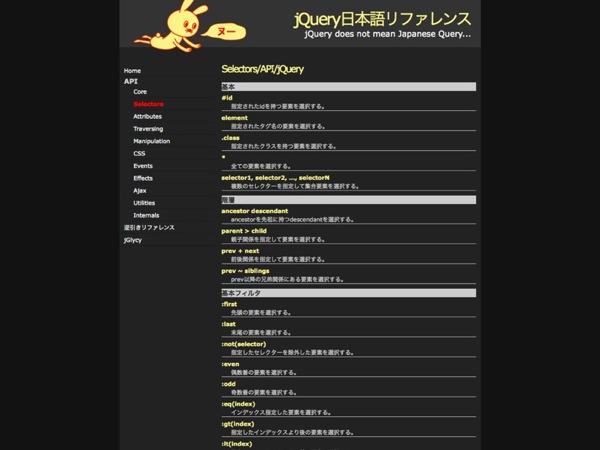 ヌー
jQuery日本語リファレンス
jQuery does not mean Japanese Query...
Home
API
Core
Selectors
Attributes
Traversing
Manipulation
CSS
Events
Effects
Ajax
Utilities
Internals
逆引きリファレンス
jGlycy
Selectors/API/jQuery
基本
#id
指定されたidを持つ要素を選択する。
element
指定されたタグ名の要素を選択する。
.class
指定されたクラスを持つ要素を選択する。
*
全ての要素を選択する。
selector1, selector2, ..., selectorN
複数のセレクターを指定して集合要素を選択する。
階層
ancestor descendant
ancestorを先祖に持つdescendantを選択する。
parent > child
親子関係を指定して要素を選択する。
prev + next
前後関係を指定して要素を選択する。
prev ~ siblings
prev以降の兄弟関係にある要素を選択する。
基本フィルタ
:first
先頭の要素を選択する。
:last
末尾の要素を選択する。
:not(selector)
指定したセレクターを除外した要素を選択する。
:even
偶数番の要素を選択する。
:odd
奇数番の要素を選択する。
:eq(index)
インデックス指定した要素を選択する。
:gt(index)
指定したインデックスより後の要素を選択する。
:lt(index)